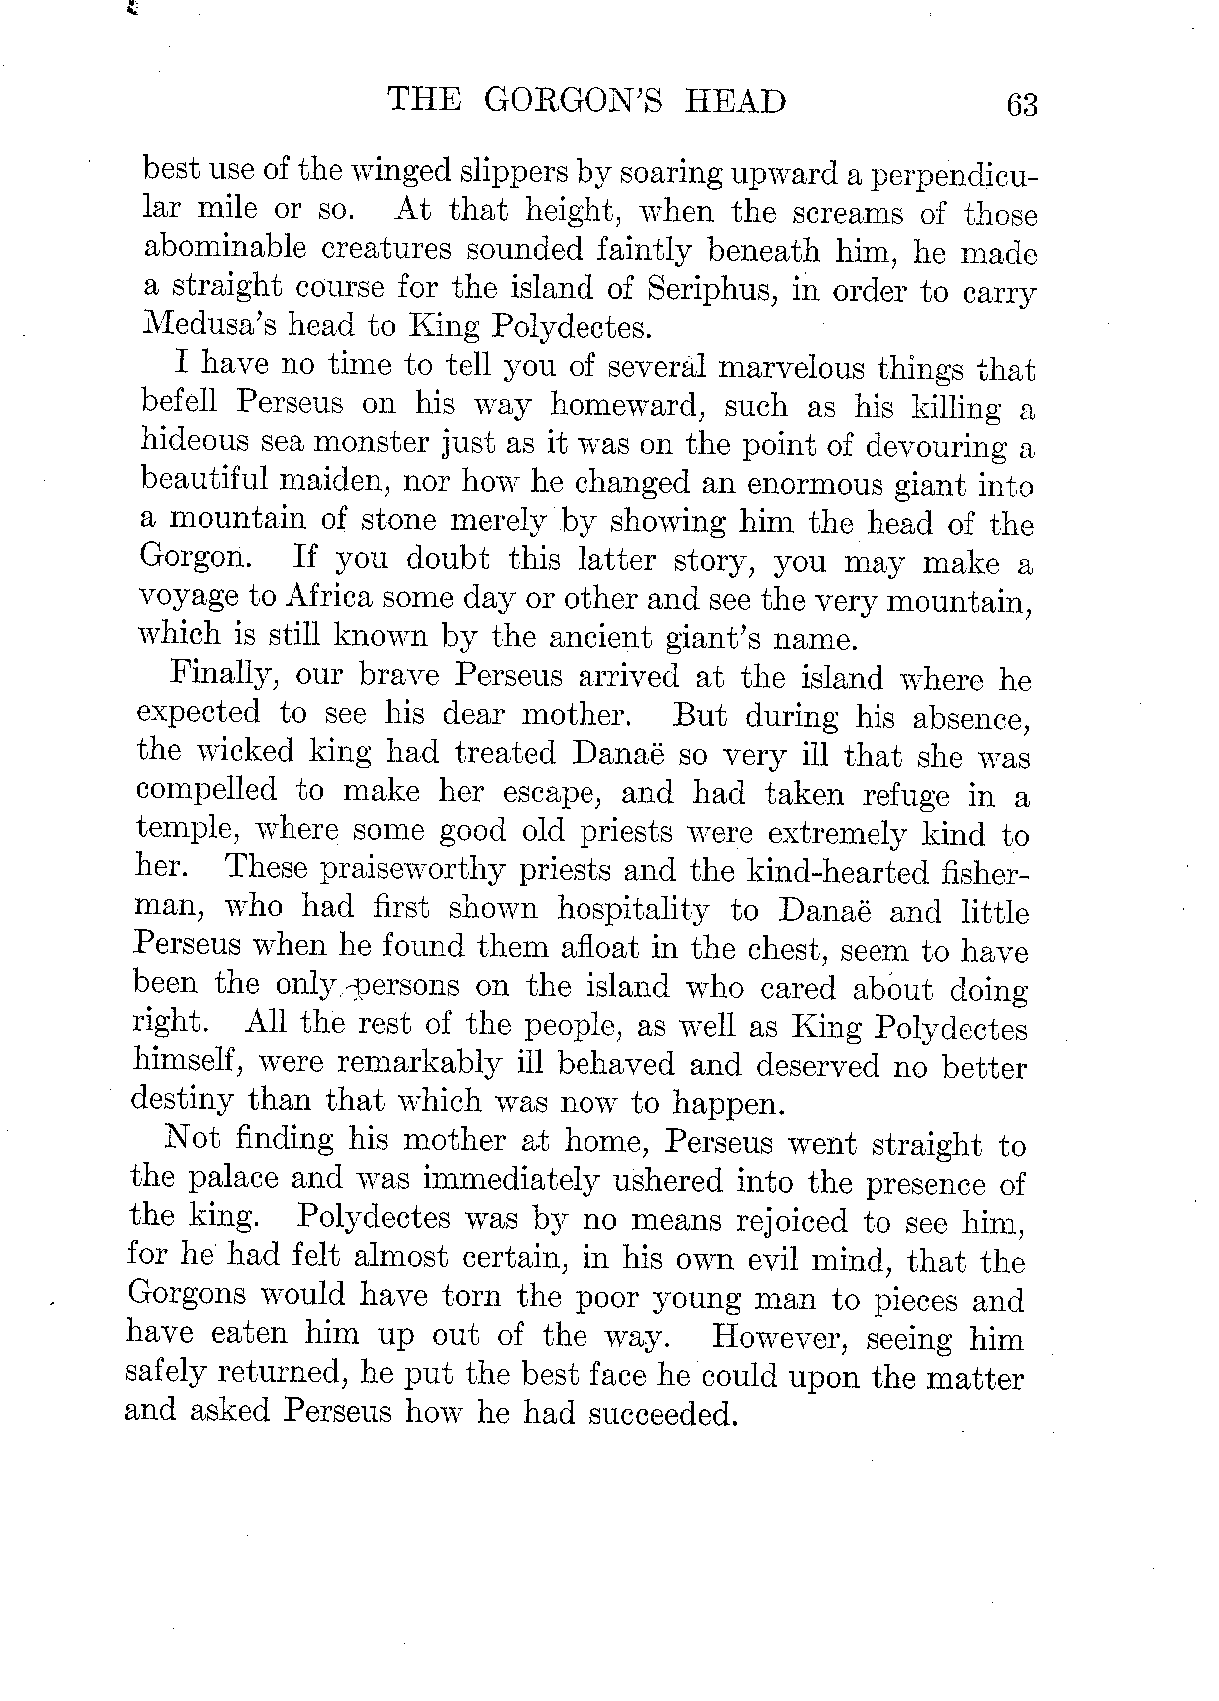 THE GORGON'S HEAD 63
best use of the winged slippers by soaring upward a perpendicu-
lar mile or so. At that height, when the screams of those
abominable creatures sounded faintly beneath him, he made
a straight course for the island of Seriphus, in order to carry
Medusa's head to King Polydectes.
I have no time to tell you of several marvelous things that
befell Perseus on his way homeward, such as his killing a
hideous sea monster just as it was on the point of devouring a
beautiful maiden, nor how he changed an enormous giant into
a mountain of stone merely by showing him the head of the
Gorgon. If you doubt this latter story, you may make a
voyage to Africa some day or other and see the very mountain,
which is still known by the ancient giant's name.
Finally, our brave Perseus arrived at the island where he
expected to see his dear mother. But during his absence,
the wicked king had treated Danaë so very ill that she was
compelled to make her escape, and had taken refuge in a
temple, where some good old priests were extremely kind to
her. These praiseworthy priests and the kind-hearted fisher-
man, who had first shown hospitality to Danaë and little
Perseus when he found them afloat in the chest, seem to have
been the only persons on the island who cared about doing
right. All the rest of the people, as well as King Polydectes
himself, were remarkably ill behaved and deserved no better
destiny than that which was now to happen.
Not finding his mother at home, Perseus went straight to
the palace and was immediately ushered into the presence of
the king. Polydectes was by no means rejoiced to see him,
for he had felt almost certain, in his own evil mind, that the
Gorgons would have torn the poor young man to pieces and
have eaten him up out of the way. However, seeing him
safely returned, he put the best face he could upon the matter
and asked Perseus how he had succeeded.